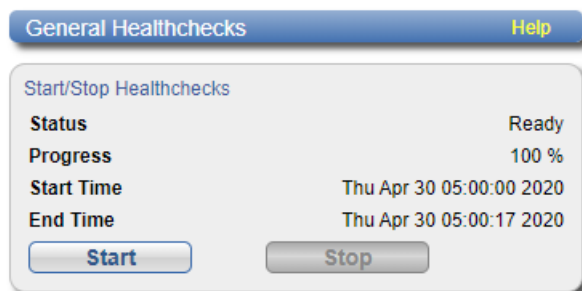 General Healthchecks Help
Start/Stop Healthchecks
Status Ready
Progress 100 %
Start Time Thu Apr 30 05:00:00 2020
End Time Thu Apr 30 05:00:17 2020
Start Stop